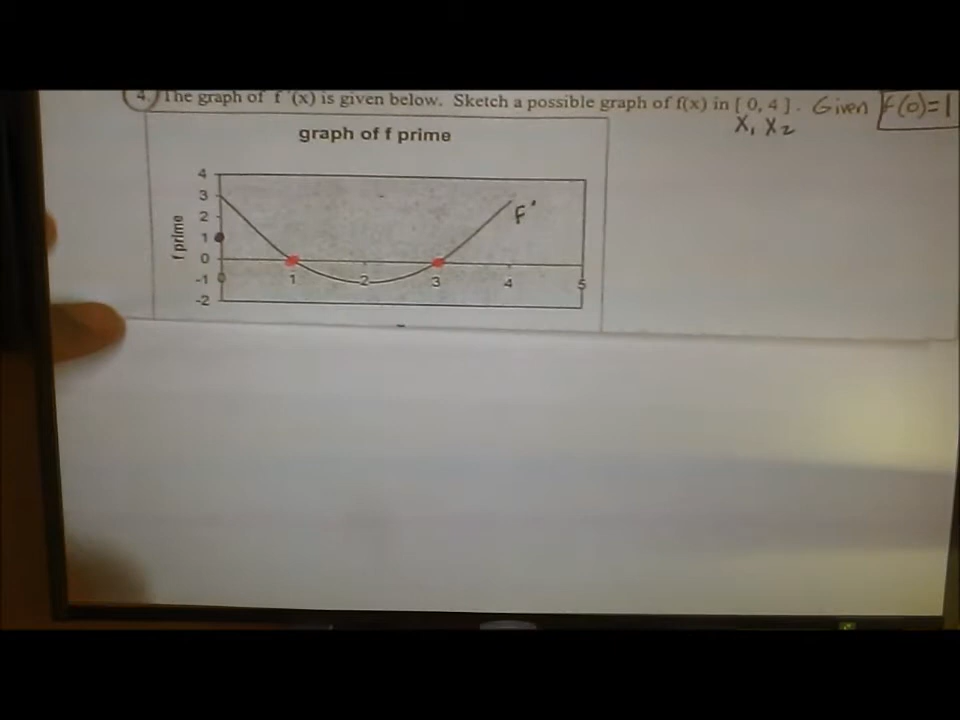 4. The graph of f '(x) is given below. Sketch a possible graph of f(x) in [ 0, 4 ] . Given F(0)=1
X₁ X₂
graph of f prime
f prime
4
3
2
1
0
-1
-2
0 1 2 3 4 5
F'